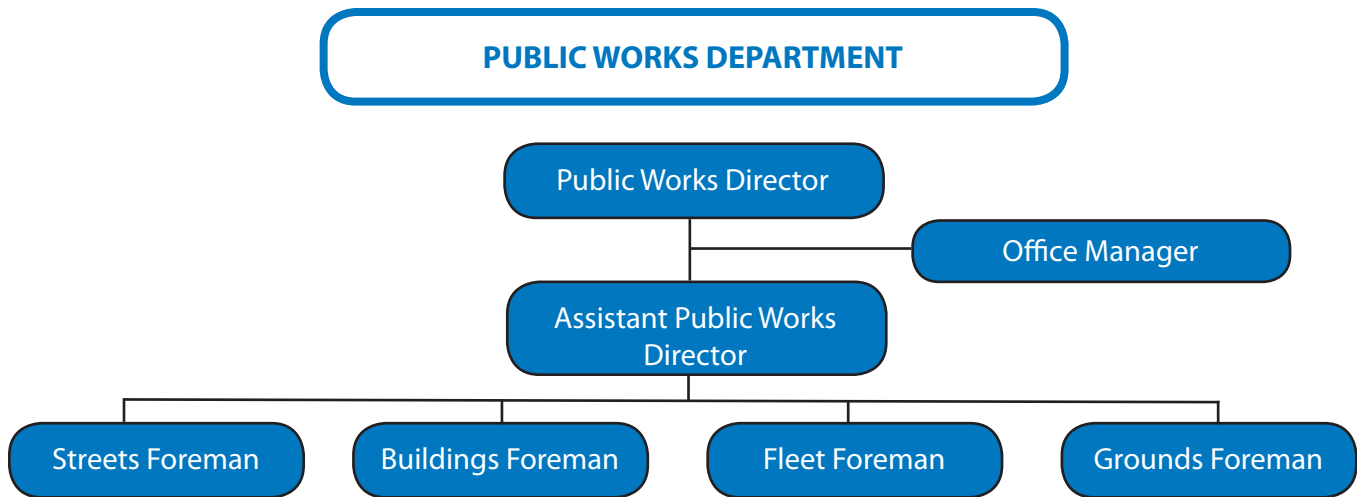 PUBLIC WORKS DEPARTMENT
Public Works Director
Office Manager
Assistant Public Works
Director
Streets Foreman
Buildings Foreman
Fleet Foreman
Grounds Foreman